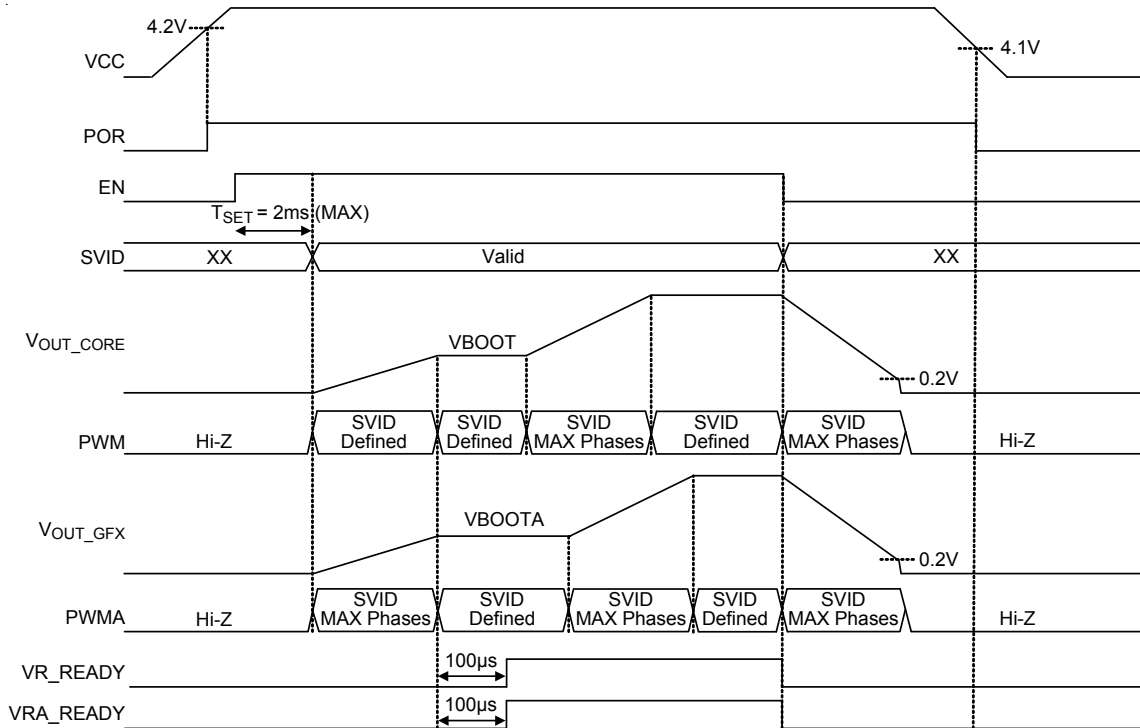 4.2V
4.1V
VCC
POR
EN
TSET = 2ms (MAX)
SVID
XX
Valid
XX
VOUT_CORE
VBOOT
0.2V
PWM
Hi-Z
SVID
Defined
SVID
Defined
SVID
MAX Phases
SVID
Defined
SVID
MAX Phases
Hi-Z
VOUT_GFX
VBOOTA
0.2V
PWMA
Hi-Z
SVID
MAX Phases
SVID
Defined
SVID
MAX Phases
SVID
Defined
SVID
MAX Phases
Hi-Z
VR_READY
100µs
VRA_READY
100µs